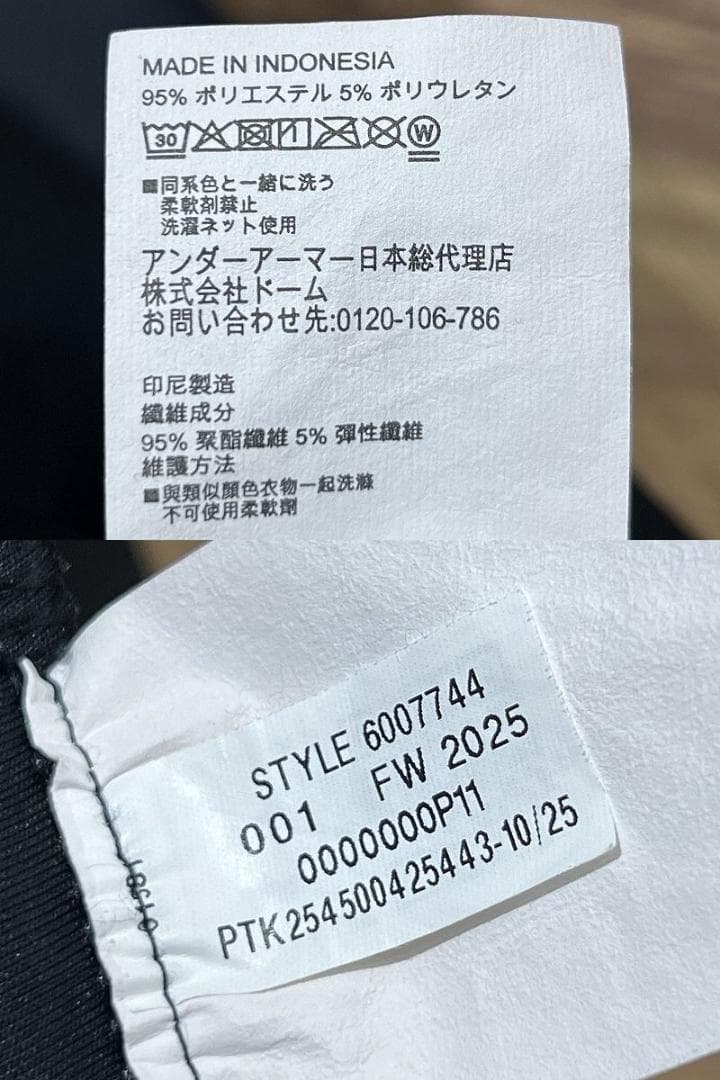 MADE IN INDONESIA
95% ポリエステル 5% ポリウレタン
30 W
■同系色と一緒に洗う
柔軟剤禁止
洗濯ネット使用
アンダーアーマー日本総代理店
株式会社ドーム
お問い合わせ先:0120-106-786
印尼製造
纖維成分
95% 聚酯纖維 5% 彈性纖維
維護方法
■與類似顏色衣物一起洗滌
不可使用柔軟劑
STYLE 6007744
001 FW 2025
0000000P11
PTK254500425443-10/25